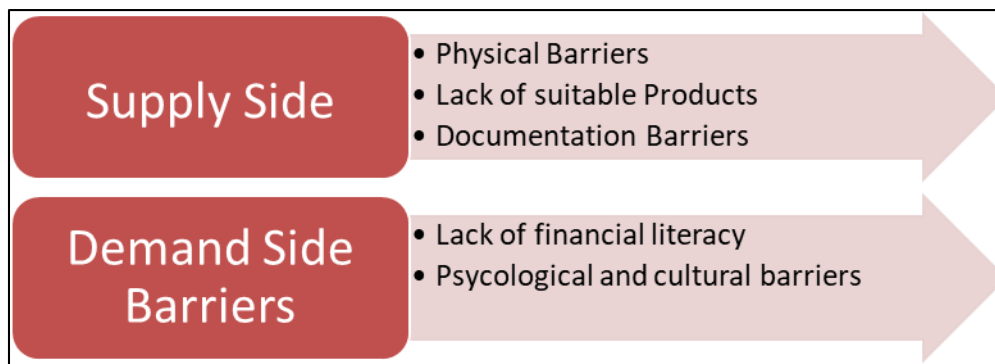 Supply Side
• Physical Barriers
• Lack of suitable Products
• Documentation Barriers
Demand Side
Barriers
• Lack of financial literacy
• Psycological and cultural barriers